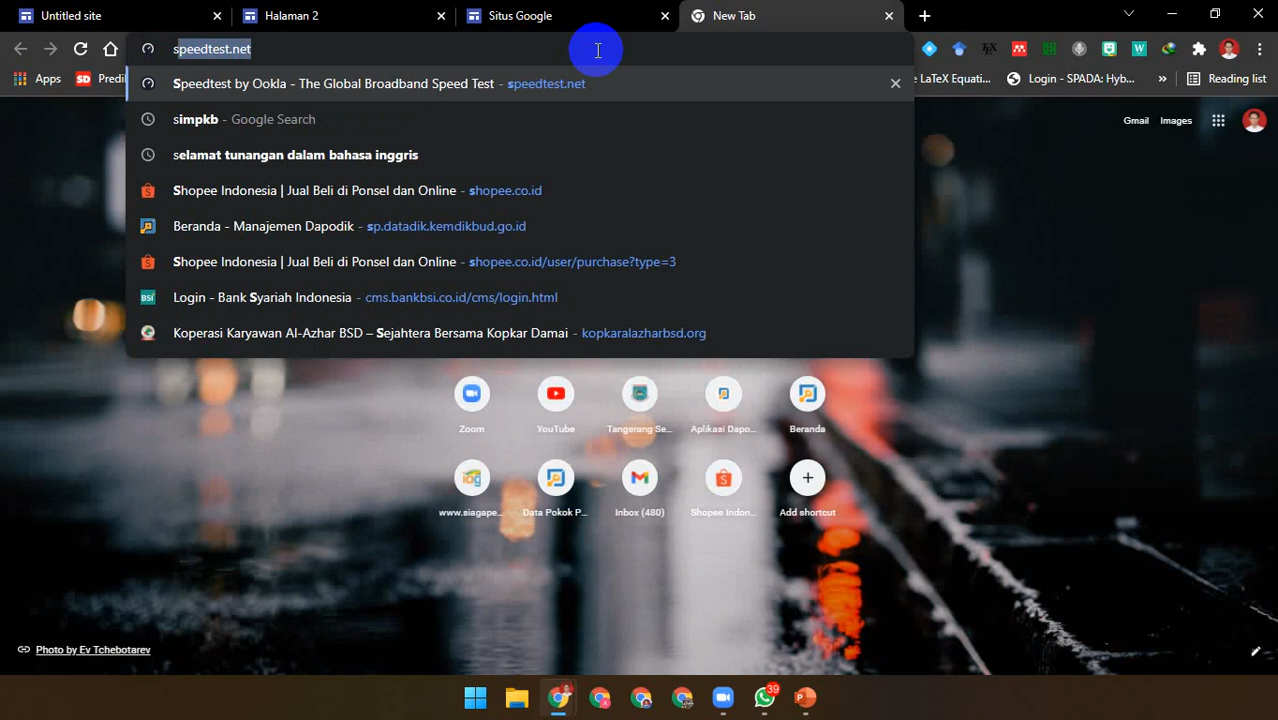 Untitled site
Halaman 2
Situs Google
New Tab
speedtest.net
TEX
W
Apps
SD Predi
LaTeX Equati...
Login - SPADA: Hyb...
»
Reading list
Speedtest by Ookla - The Global Broadband Speed Test - speedtest.net
simpkb - Google Search
selamat tunangan dalam bahasa inggris
Shopee Indonesia | Jual Beli di Ponsel dan Online - shopee.co.id
Beranda - Manajemen Dapodik - sp.datadik.kemdikbud.go.id
Shopee Indonesia | Jual Beli di Ponsel dan Online - shopee.co.id/user/purchase?type=3
BSI Login - Bank Syariah Indonesia - cms.bankbsi.co.id/cms/login.html
Koperasi Karyawan Al-Azhar BSD – Sejahtera Bersama Kopkar Damai - kopkaralazharbsd.org
Gmail Images
Zoom
YouTube
Tangerang Se...
Aplikasi Dapo...
Beranda
www.siagape...
Data Pokok P...
Inbox (480)
Shopee Indon...
Add shortcut
Photo by Ev Tchebotarev
39